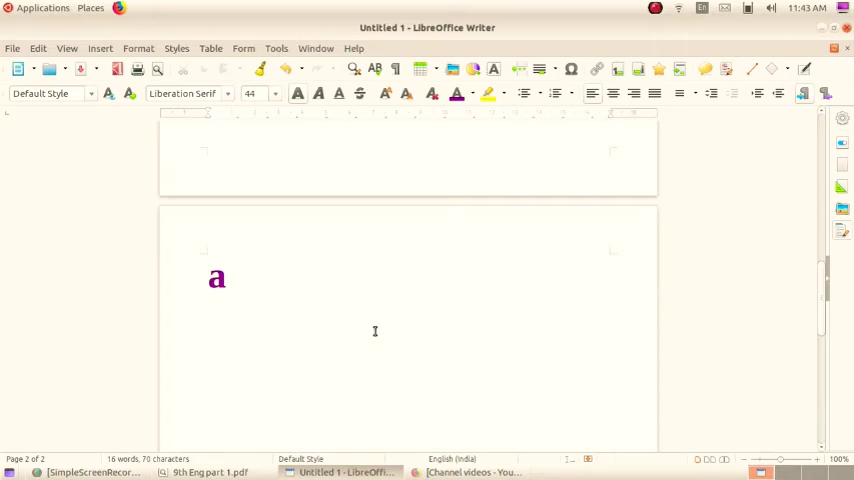 Applications Places En 11:43 AM
Untitled 1 - LibreOffice Writer
File Edit View Insert Format Styles Table Form Tools Window Help
Default Style Liberation Serif 44
a
Page 2 of 2 16 words, 70 characters Default Style English (India) 100%
[SimpleScreenRecor... 9th Eng part 1.pdf Untitled 1 - LibreOffi... [Channel videos - You...